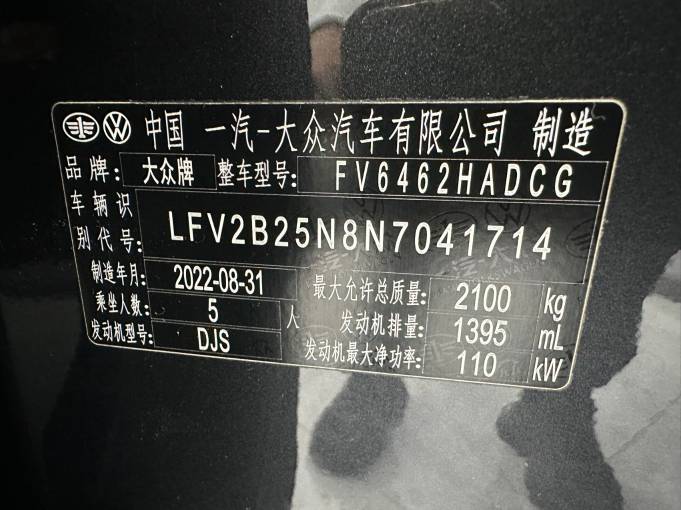 中国 一汽-大众汽车有限公司 制造
品牌: 大众牌 整车型号: FV6462HADCG
车辆识别代号: LFV2B25N8N7041714
制造年月: 2022-08-31 最大允许总质量: 2100 kg
乘坐人数: 5 人 发动机排量: 1395 mL
发动机型号: DJS 发动机最大净功率: 110 kW